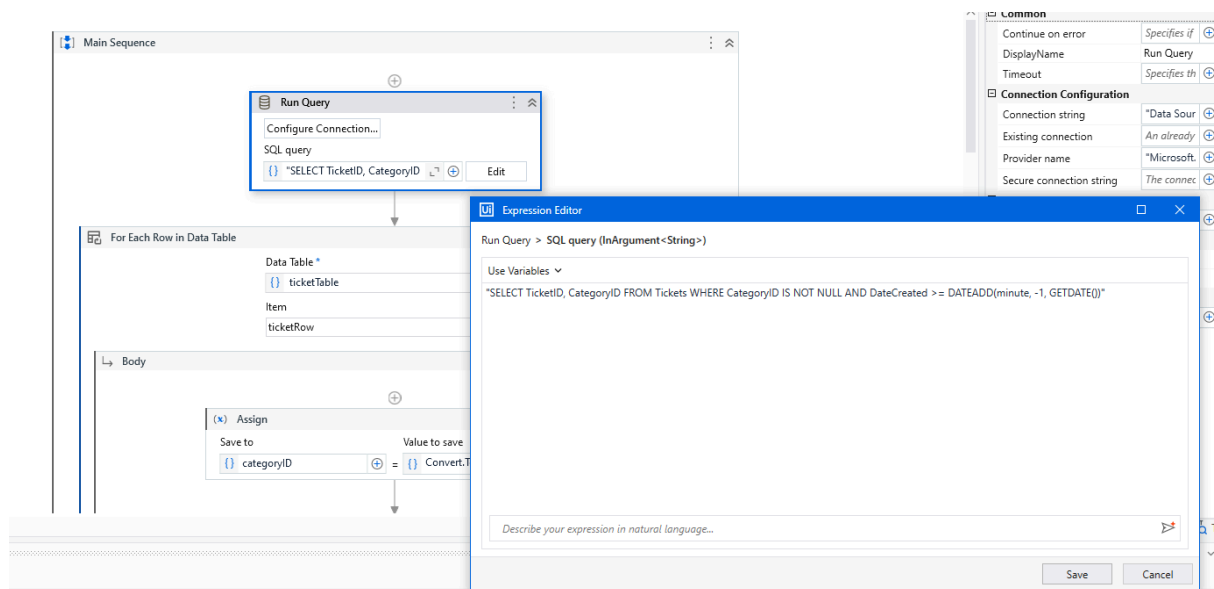 Main Sequence
Run Query
Configure Connection...
SQL query
{} "SELECT TicketID, CategoryID
Edit
For Each Row in Data Table
Data Table *
{} ticketTable
Item
ticketRow
Body
(x) Assign
Save to
Value to save
{} categoryID
=
{} Convert.T
Common
Continue on error
Specifies if
DisplayName
Run Query
Timeout
Specifies th
Connection Configuration
Connection string
"Data Sour
Existing connection
An already
Provider name
"Microsoft.
Secure connection string
The connec
Ui Expression Editor
Run Query > SQL query (InArgument<String>)
Use Variables
"SELECT TicketID, CategoryID FROM Tickets WHERE CategoryID IS NOT NULL AND DateCreated >= DATEADD(minute, -1, GETDATE())"
Describe your expression in natural language...
Save
Cancel